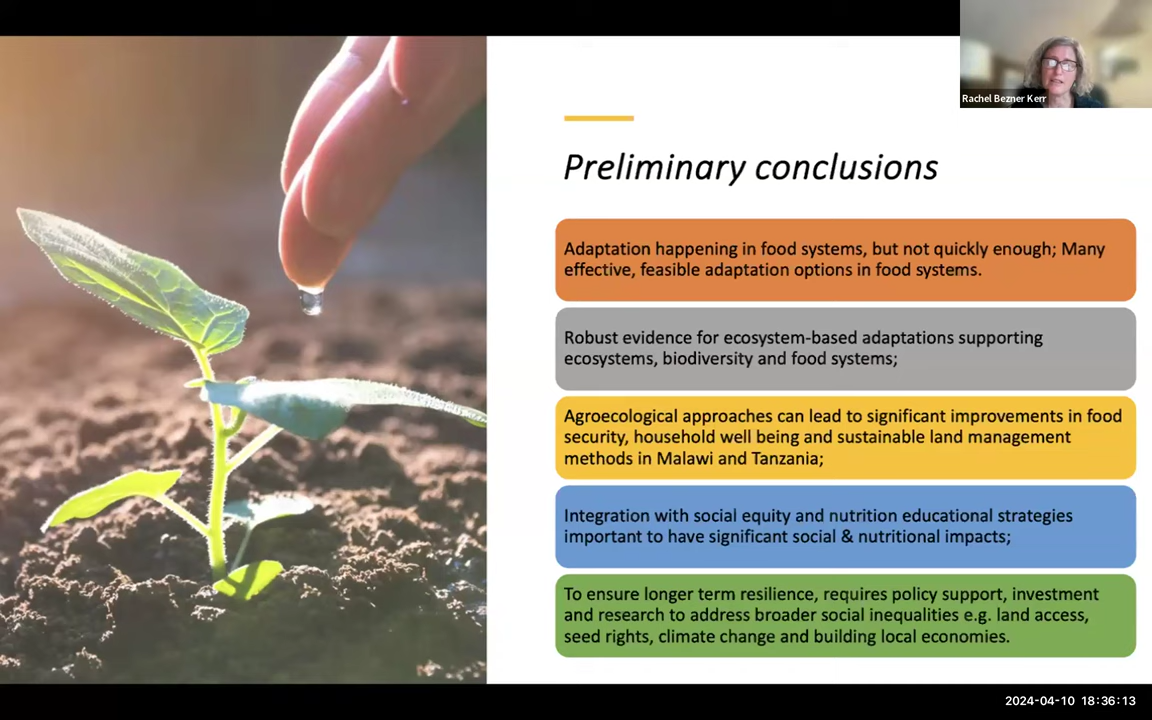 Rachel Bezner Kerr
Preliminary conclusions
Adaptation happening in food systems, but not quickly enough; Many
effective, feasible adaptation options in food systems.
Robust evidence for ecosystem-based adaptations supporting
ecosystems, biodiversity and food systems;
Agroecological approaches can lead to significant improvements in food
security, household well being and sustainable land management
methods in Malawi and Tanzania;
Integration with social equity and nutrition educational strategies
important to have significant social & nutritional impacts;
To ensure longer term resilience, requires policy support, investment
and research to address broader social inequalities e.g. land access,
seed rights, climate change and building local economies.
2024-04-10 18:36:13